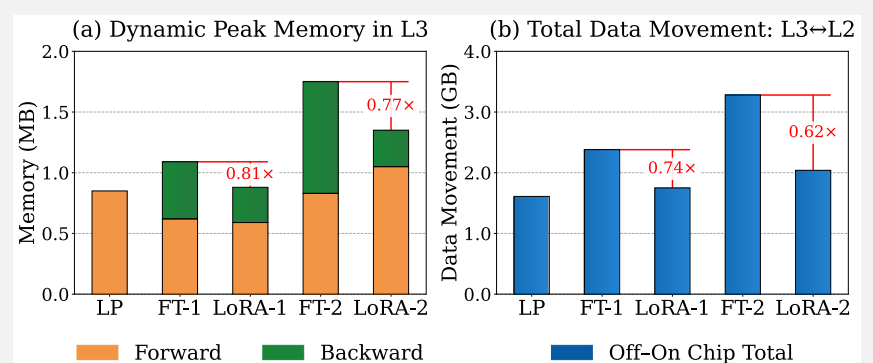 (a) Dynamic Peak Memory in L3
(b) Total Data Movement: L3↔L2
Memory (MB)
2.0
1.5
1.0
0.5
0.0
0.81×
0.77×
LP FT-1 LoRA-1 FT-2 LoRA-2
Data Movement (GB)
4.0
3.0
2.0
1.0
0.0
0.74×
0.62×
LP FT-1 LoRA-1 FT-2 LoRA-2
Forward Backward
Off–On Chip Total